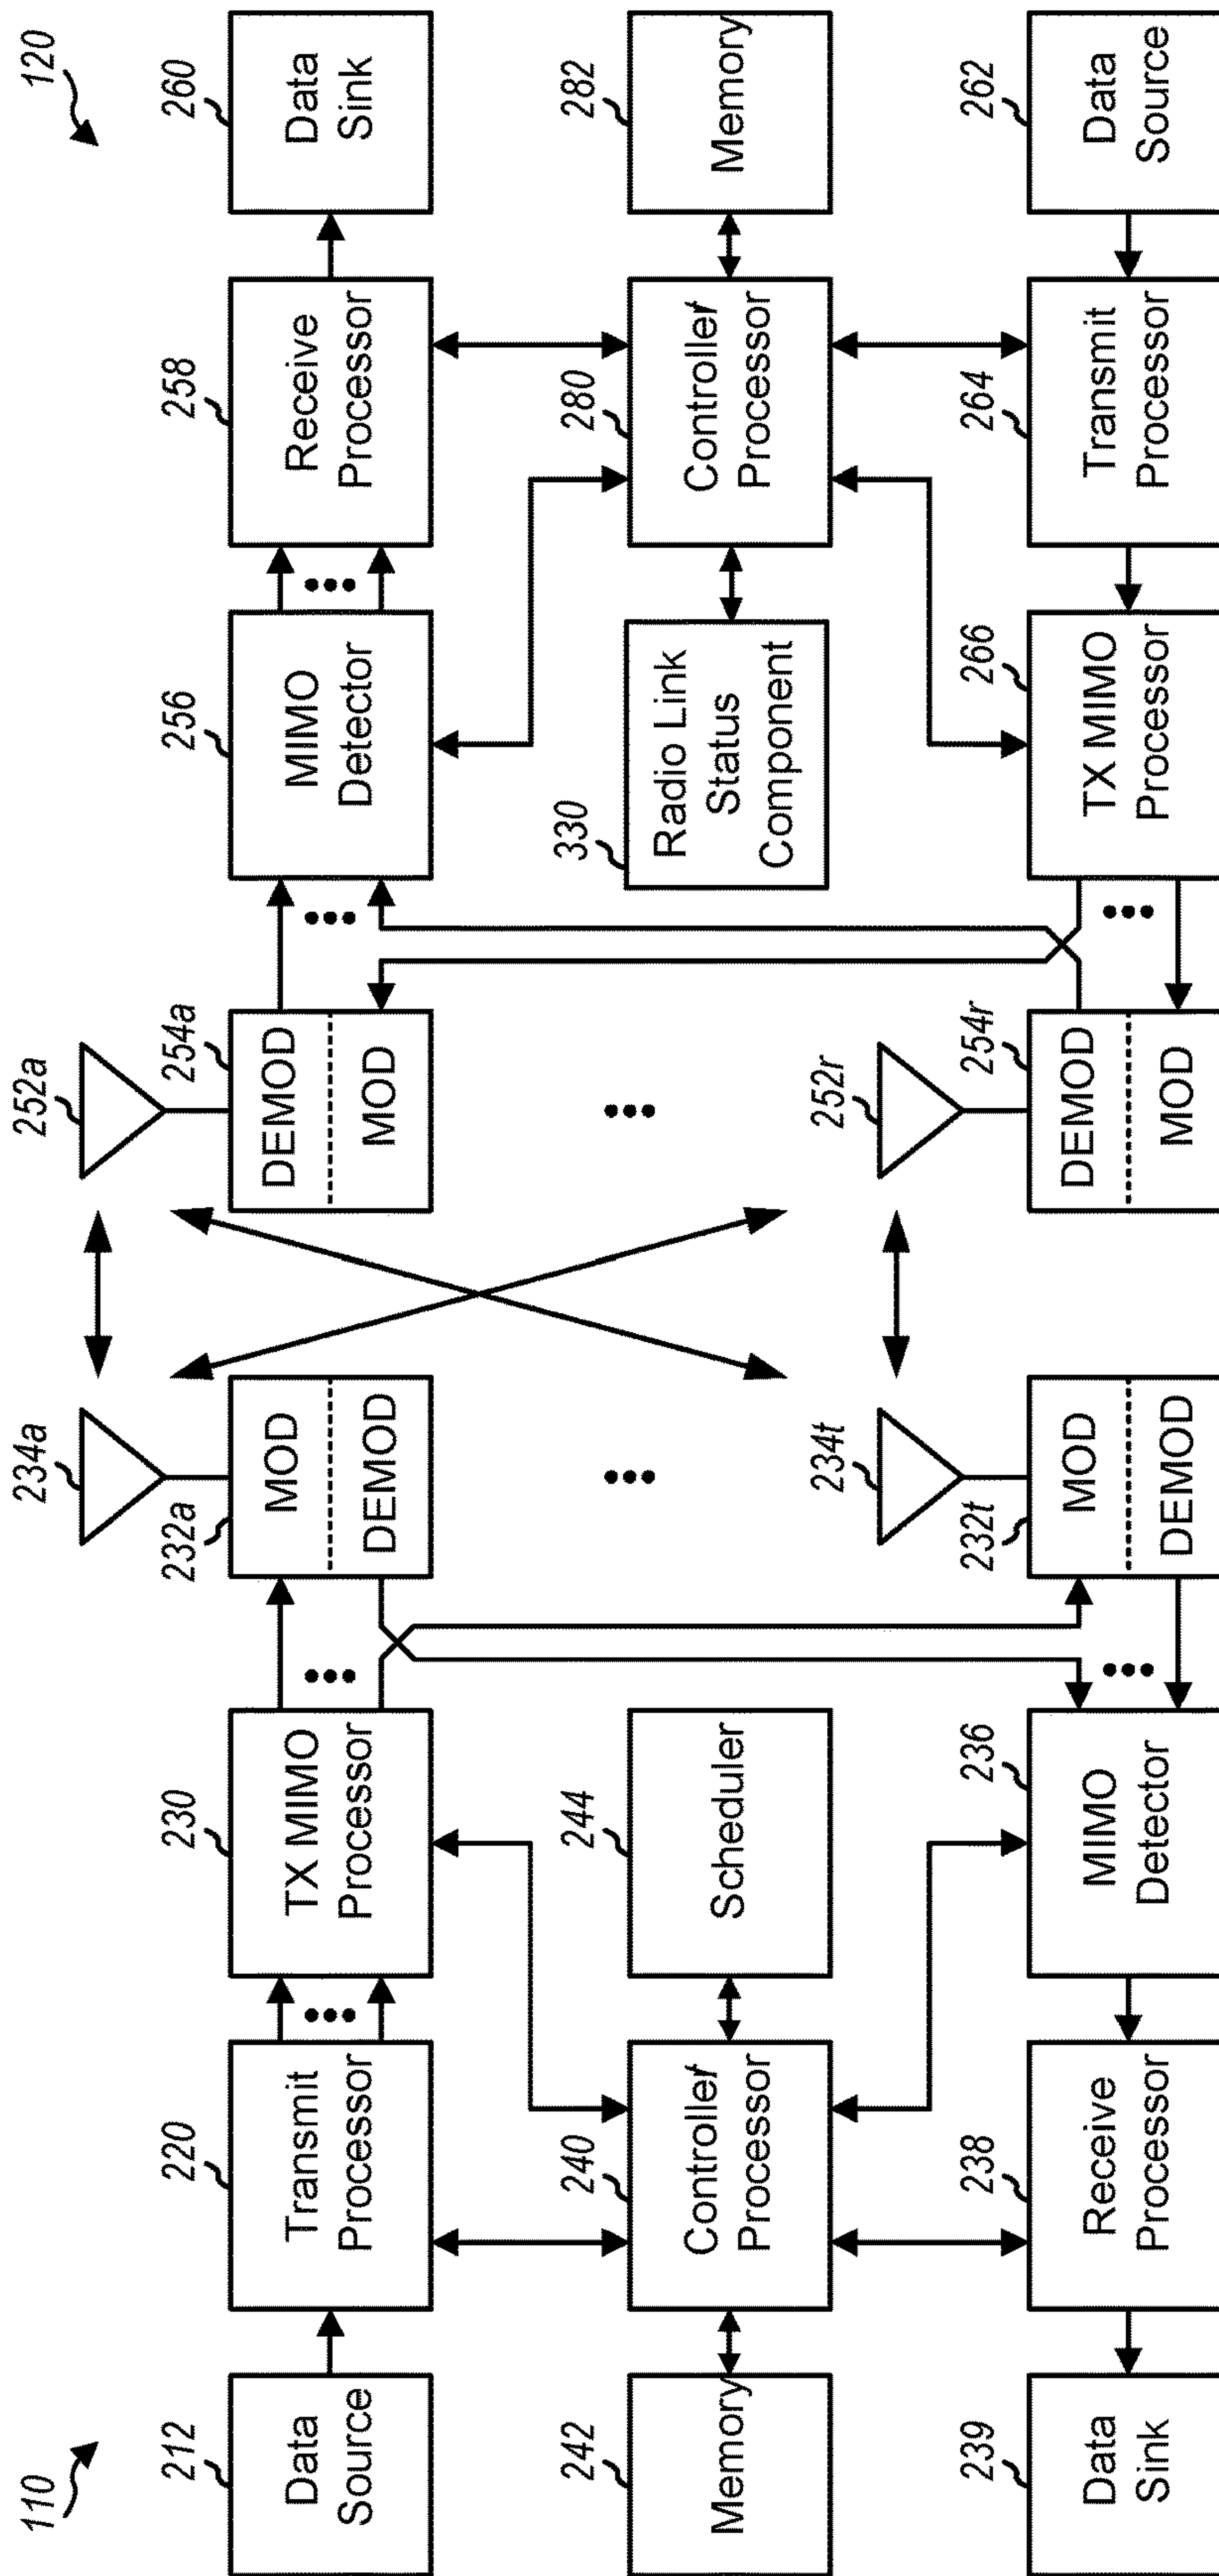 110
120
212
Data
Source
220
Transmit
Processor
230
TX MIMO
Processor
232a
MOD
DEMOD
234a
252a
254a
DEMOD
MOD
256
MIMO
Detector
258
Receive
Processor
260
Data
Sink
242
Memory
240
Controller/
Processor
244
Scheduler
330
Radio Link
Status
Component
280
Controller/
Processor
282
Memory
239
Data
Sink
238
Receive
Processor
236
MIMO
Detector
232t
MOD
DEMOD
234t
252r
254r
DEMOD
MOD
266
TX MIMO
Processor
264
Transmit
Processor
262
Data
Source